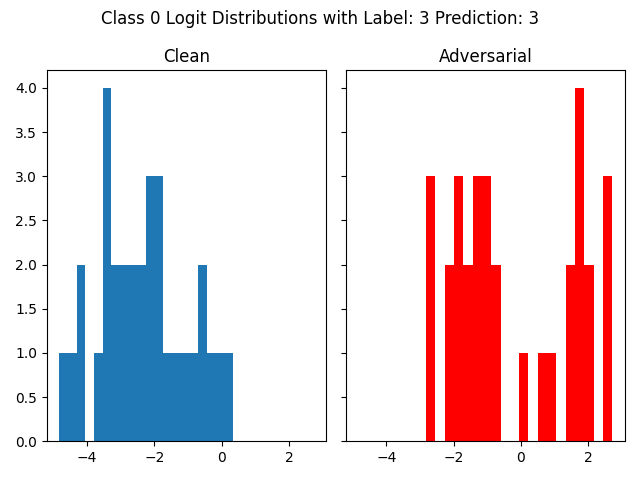 Class 0 Logit Distributions with Label: 3 Prediction: 3
Clean
Adversarial
4.0
3.5
3.0
2.5
2.0
1.5
1.0
0.5
0.0
−4 −2 0 2
−4 −2 0 2